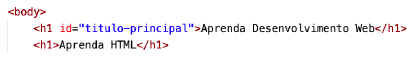 <body>
<h1 id="titulo-principal">Aprenda Desenvolvimento Web</h1>
<h1>Aprenda HTML</h1>